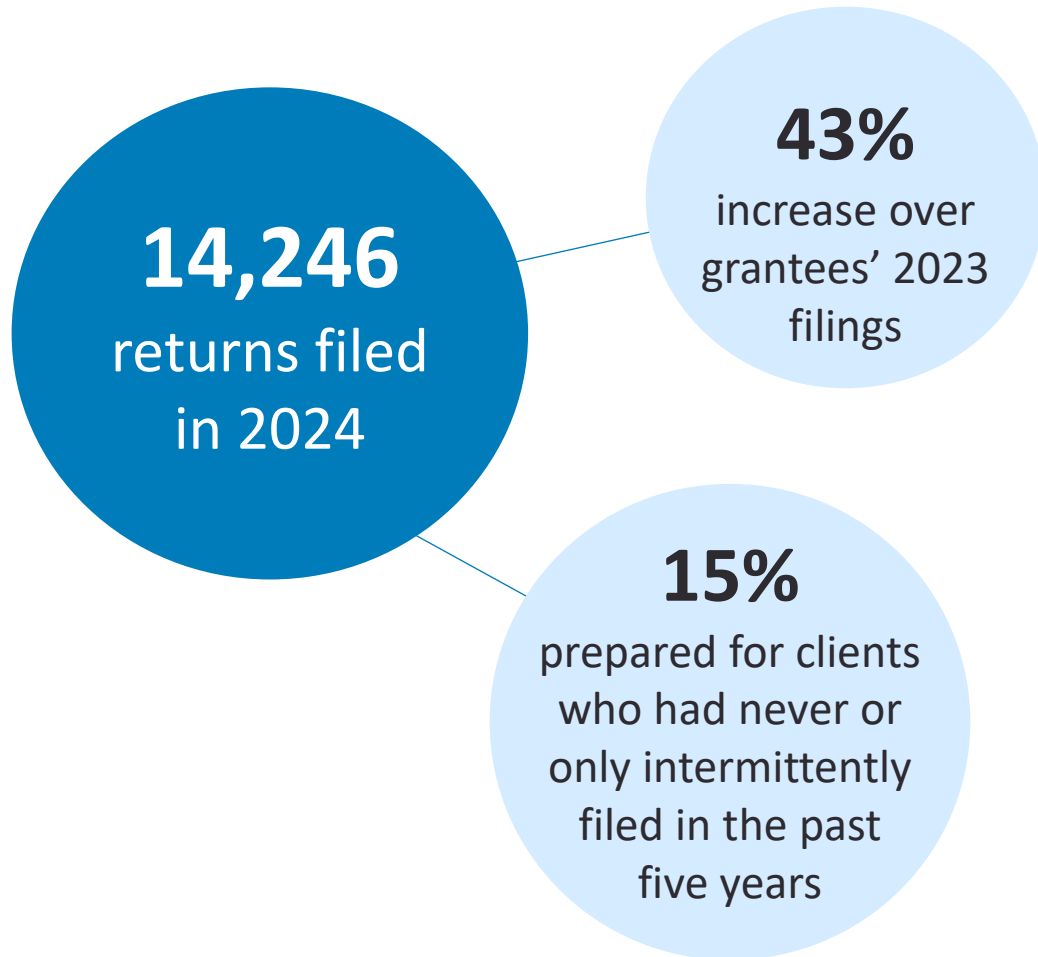 14,246
returns filed
in 2024
43%
increase over
grantees’ 2023
filings
15%
prepared for clients
who had never or
only intermittently
filed in the past
five years